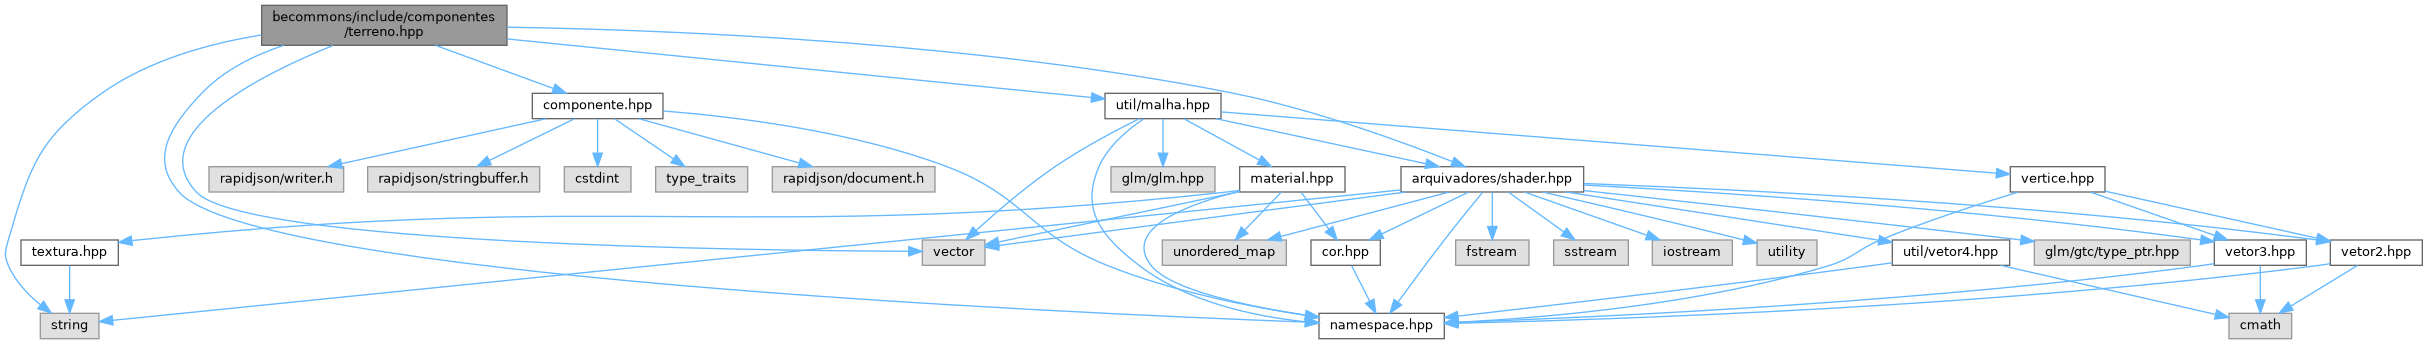 becommons/include/componentes
/terreno.hpp
componente.hpp
util/malha.hpp
rapidjson/writer.h
rapidjson/stringbuffer.h
cstdint
type_traits
rapidjson/document.h
glm/glm.hpp
material.hpp
arquivadores/shader.hpp
vertice.hpp
textura.hpp
vector
unordered_map
cor.hpp
fstream
sstream
iostream
utility
util/vetor4.hpp
glm/gtc/type_ptr.hpp
vetor3.hpp
vetor2.hpp
string
namespace.hpp
cmath